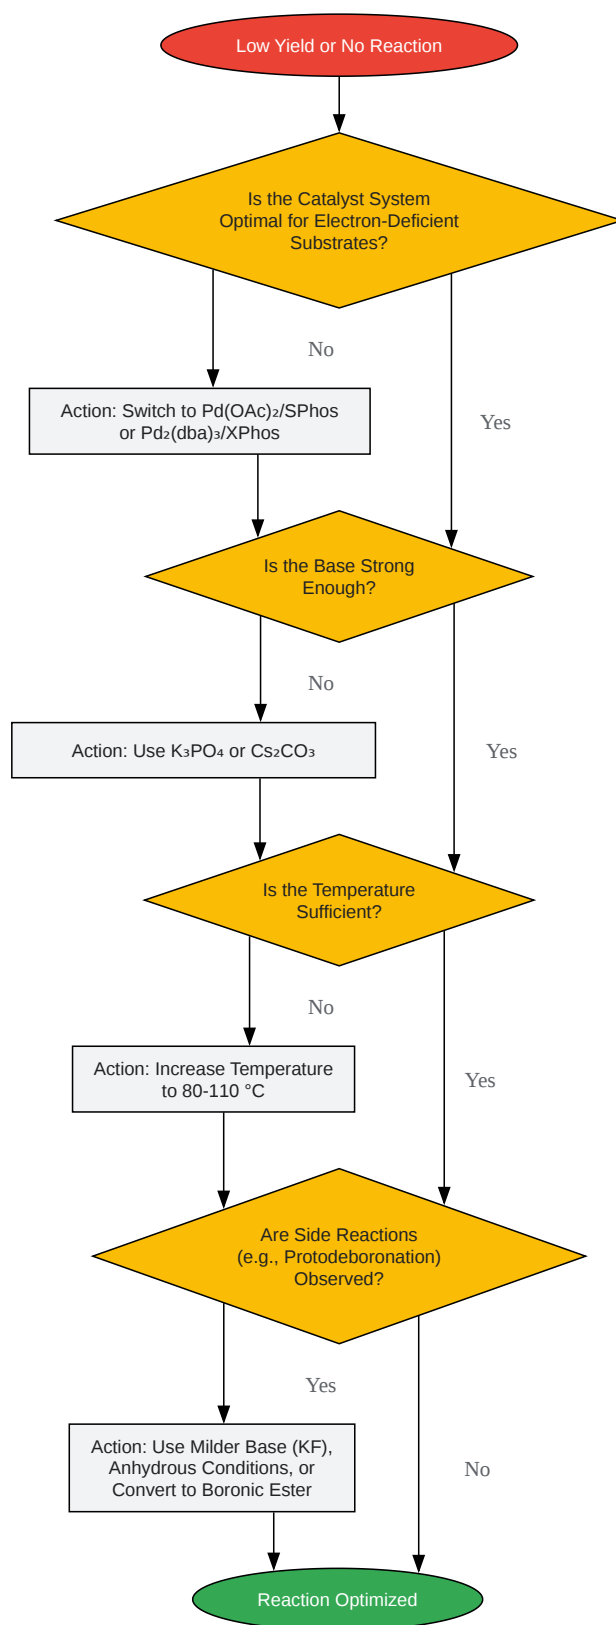 Low Yield or No Reaction
Is the Catalyst System
Optimal for Electron-Deficient
Substrates?
No
Yes
Action: Switch to Pd(OAc)₂/SPhos
or Pd₂(dba)₃/XPhos
Is the Base Strong
Enough?
No
Yes
Action: Use K₃PO₄ or Cs₂CO₃
Is the Temperature
Sufficient?
No
Yes
Action: Increase Temperature
to 80-110 °C
Are Side Reactions
(e.g., Protodeboronation)
Observed?
Yes
No
Action: Use Milder Base (KF),
Anhydrous Conditions, or
Convert to Boronic Ester
Reaction Optimized